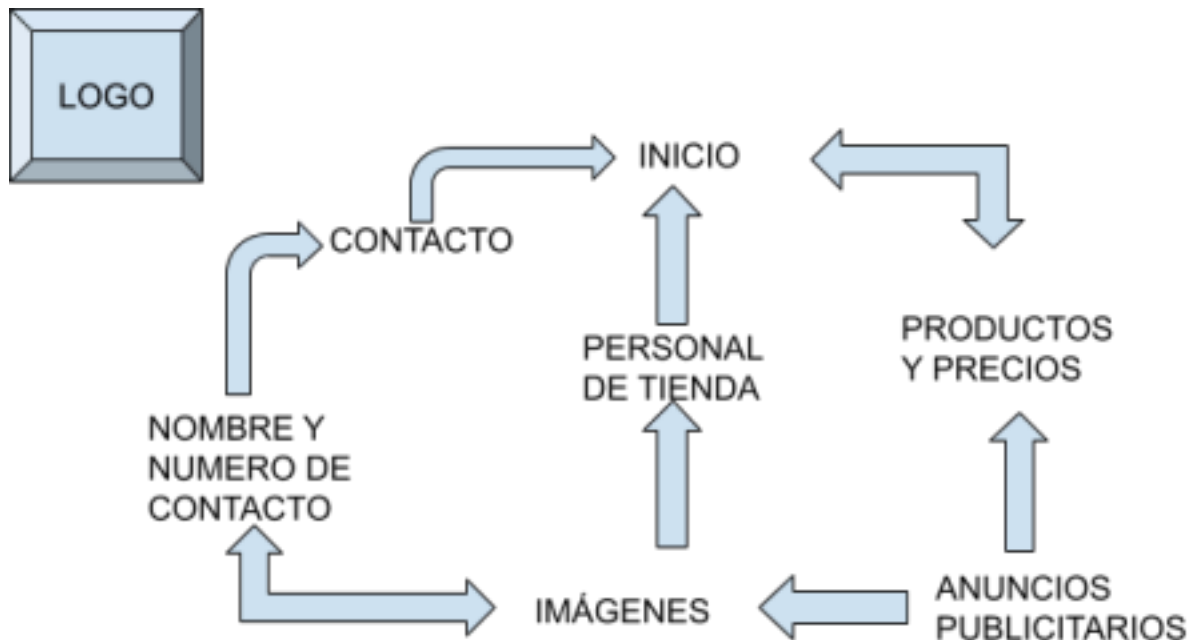 LOGO
INICIO
CONTACTO
PERSONAL
DE TIENDA
PRODUCTOS
Y PRECIOS
NOMBRE Y
NUMERO DE
CONTACTO
IMÁGENES
ANUNCIOS
PUBLICITARIOS